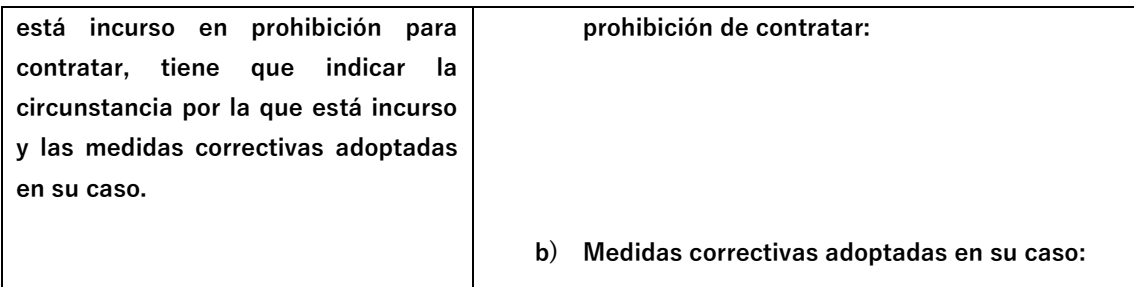 está incurso en prohibición para
contratar, tiene que indicar la
circunstancia por la que está incurso
y las medidas correctivas adoptadas
en su caso.
prohibición de contratar:
b) Medidas correctivas adoptadas en su caso: